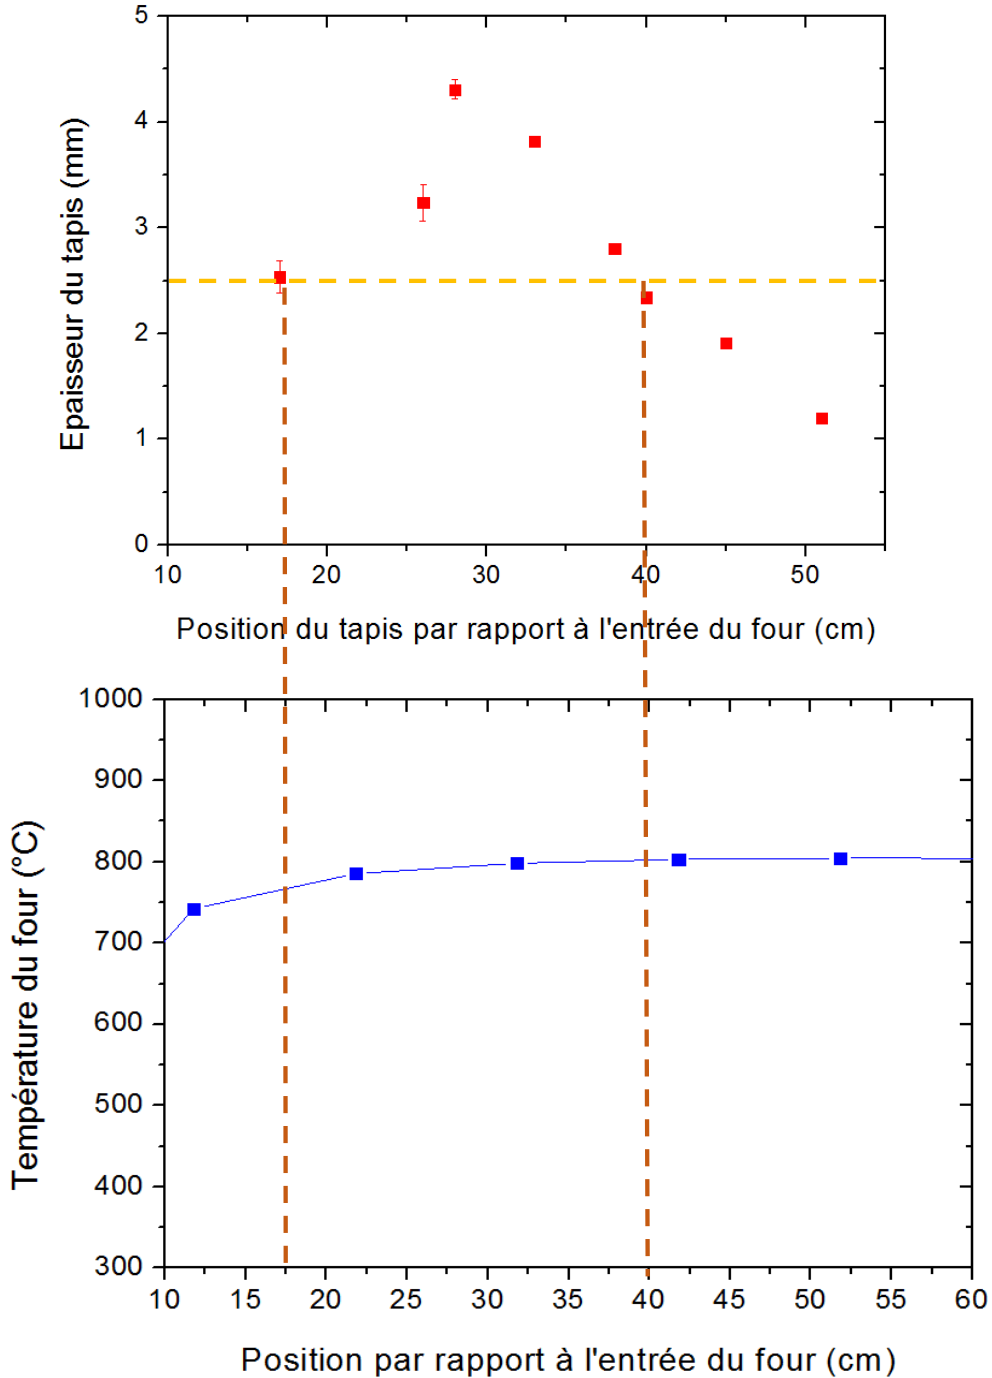 5
4
3
2
1
0
Epaisseur du tapis (mm)
10 20 30 40 50
Position du tapis par rapport à l'entrée du four (cm)
1000
900
800
700
600
500
400
300
Température du four (°C)
10 15 20 25 30 35 40 45 50 55 60
Position par rapport à l'entrée du four (cm)